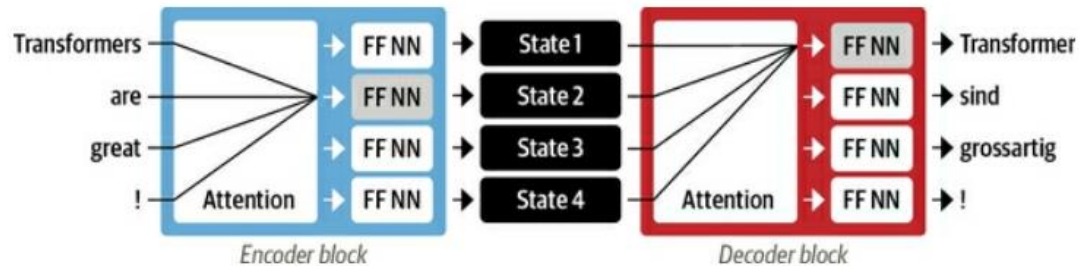 Transformers FF NN State 1 FF NN Transformer
are FF NN State 2 FF NN sind
great FF NN State 3 FF NN grossartig
! Attention FF NN State 4 Attention FF NN !
Encoder block Decoder block